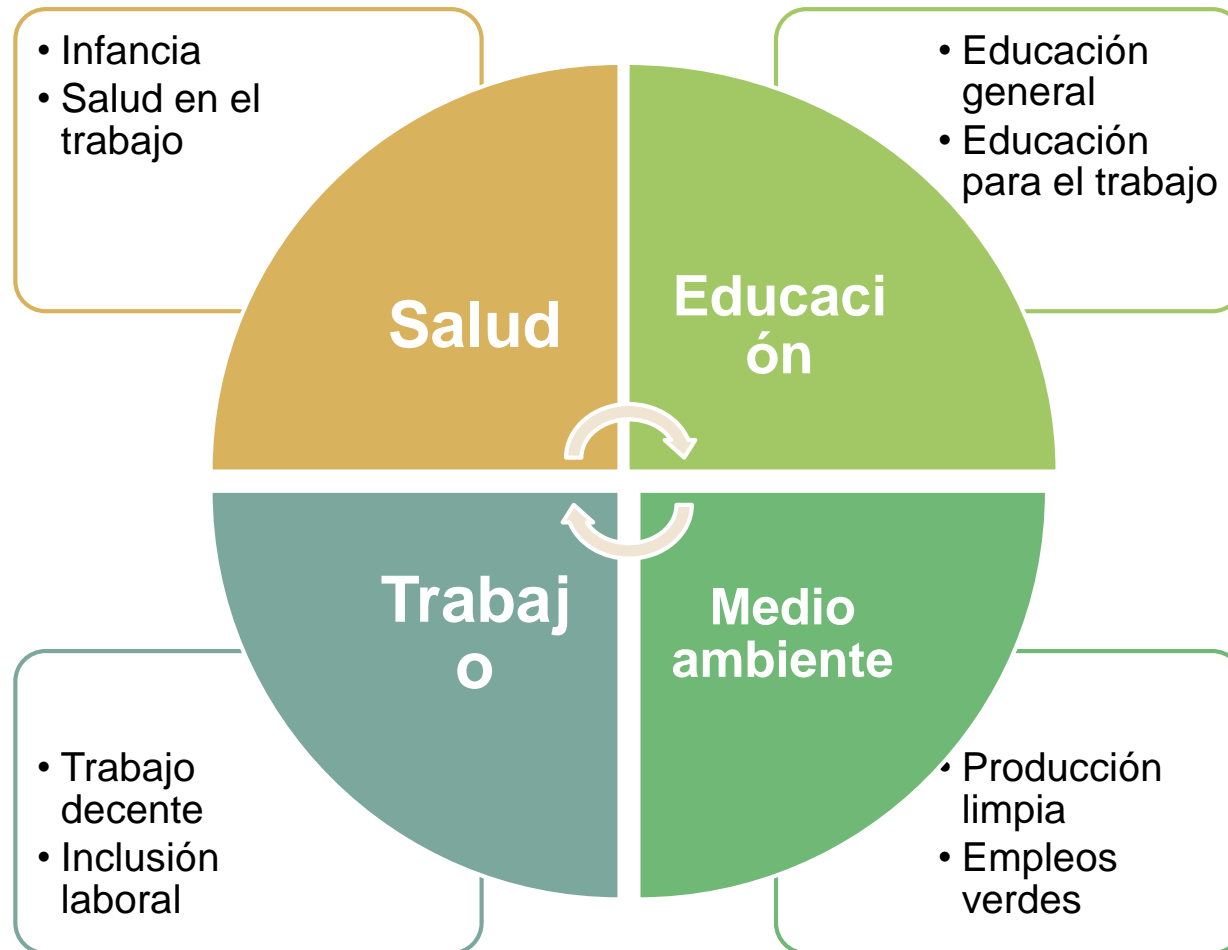 • Infancia
• Salud en el
trabajo
• Educación
general
• Educación
para el trabajo
Salud
Educaci
ón
Trabaj
o
Medio
ambiente
• Trabajo
decente
• Inclusión
laboral
• Producción
limpia
• Empleos
verdes